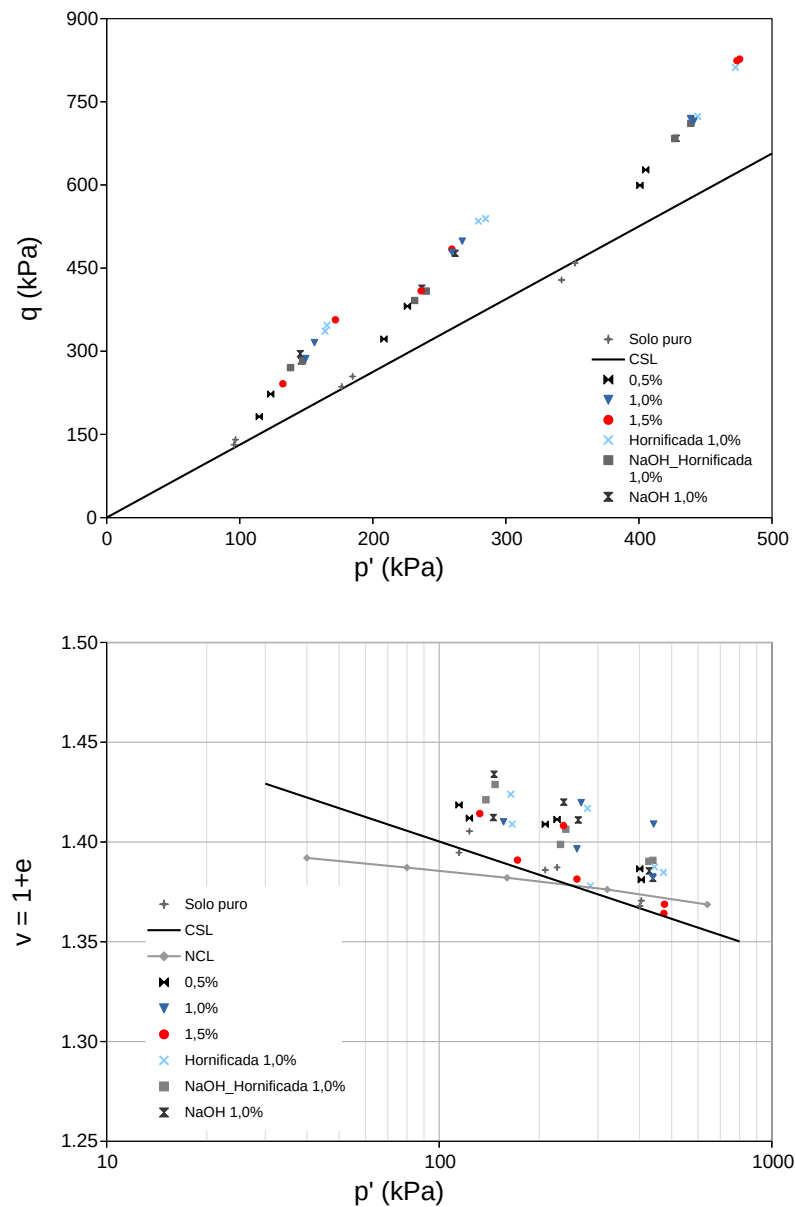 900
750
600
450
300
150
0
q (kPa)
Solo puro
CSL
0,5%
1,0%
1,5%
Hornificada 1,0%
NaOH_Hornificada
1,0%
NaOH 1,0%
0 100 200 300 400 500
p' (kPa)
1.50
1.45
1.40
1.35
1.30
1.25
v = 1+e
Solo puro
CSL
NCL
0,5%
1,0%
1,5%
Hornificada 1,0%
NaOH_Hornificada 1,0%
NaOH 1,0%
10 100 1000
p' (kPa)